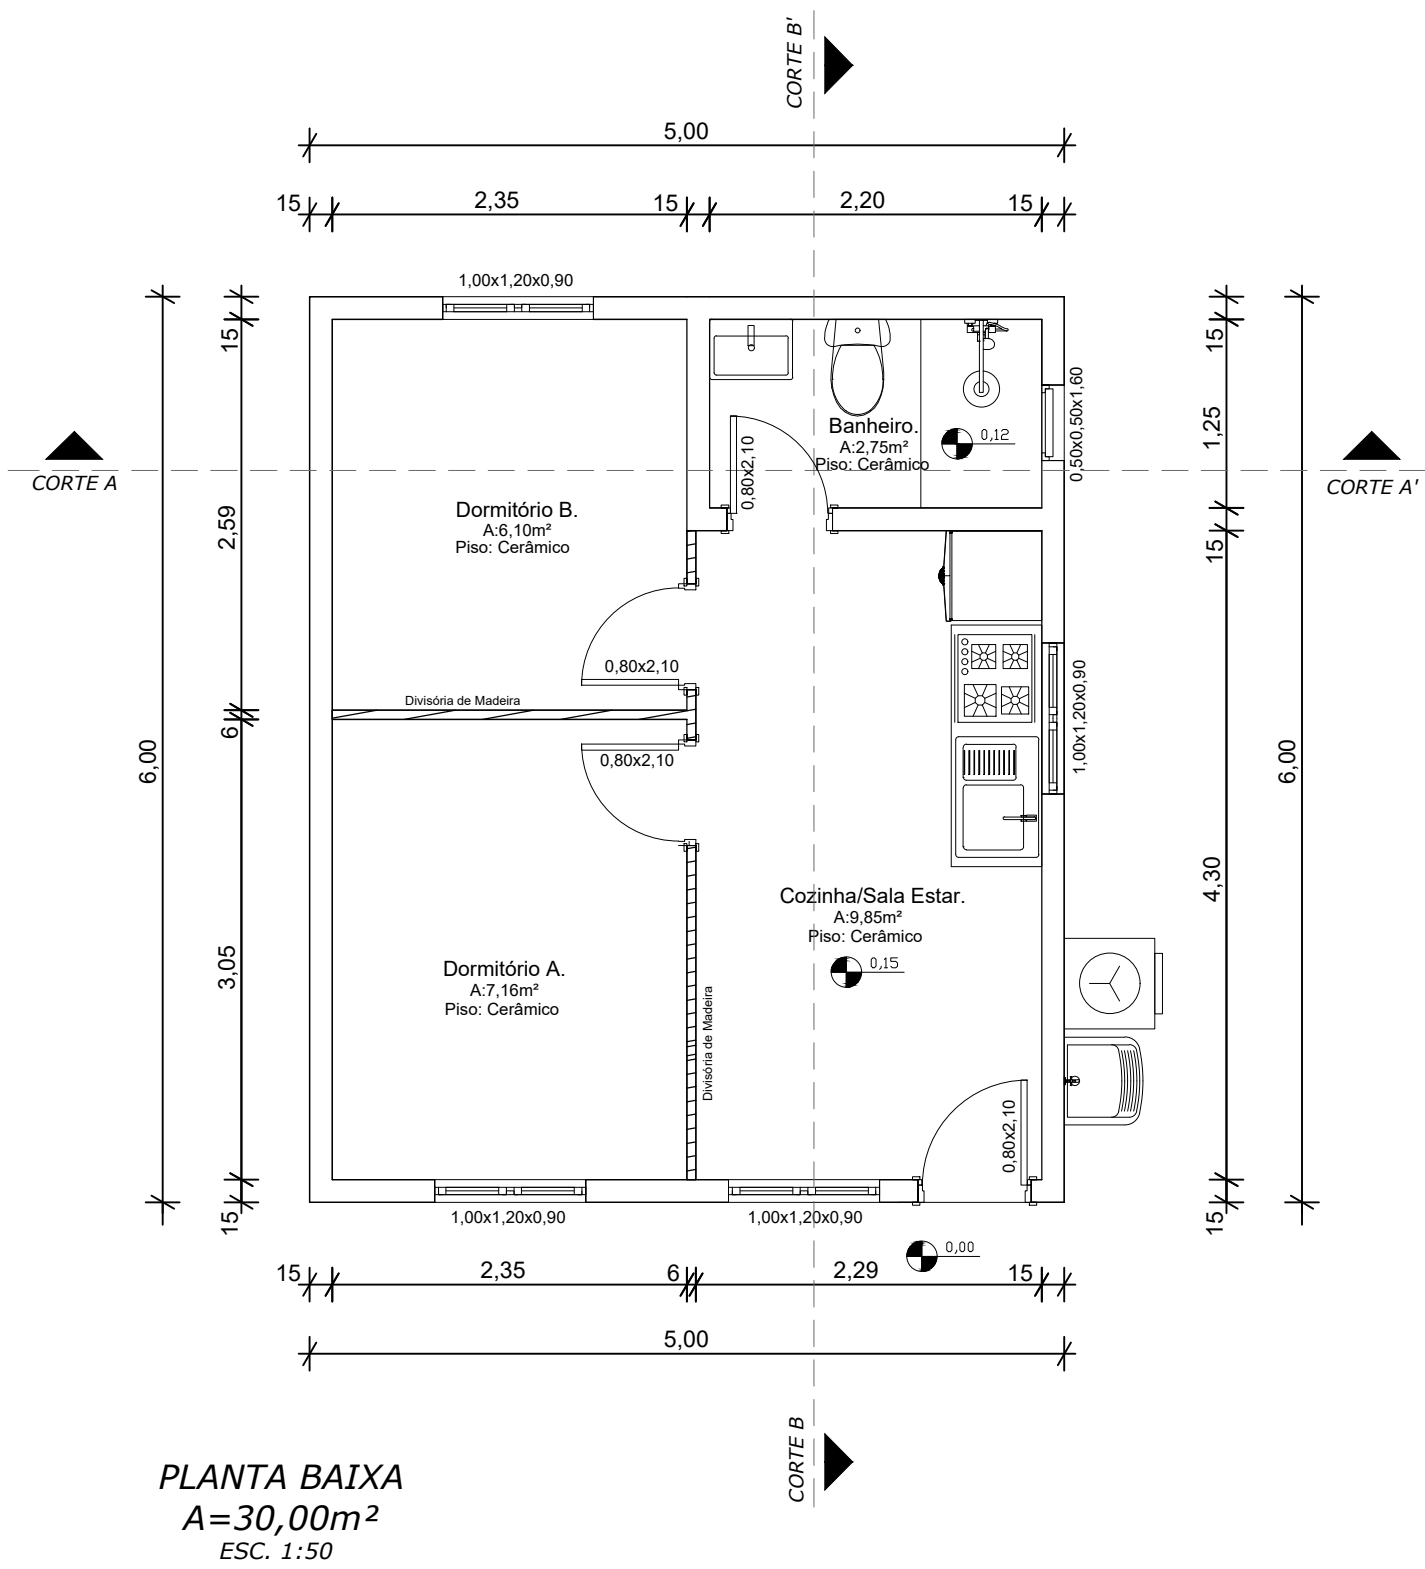 CORTE B'
5,00
15
2,35
15
2,20
15
1,00x1,20x0,90
15
15
0,50x0,50x1,60
1,25
Banheiro.
A:2,75m²
Piso: Cerâmico
0,12
0,80x2,10
CORTE A
CORTE A'
Dormitório B.
A:6,10m²
Piso: Cerâmico
2,59
15
0,80x2,10
Divisória de Madeira
6
0,80x2,10
1,00x1,20x0,90
6,00
6,00
4,30
Cozinha/Sala Estar.
A:9,85m²
Piso: Cerâmico
0,15
3,05
Dormitório A.
A:7,16m²
Piso: Cerâmico
Divisória de Madeira
0,80x2,10
15
15
1,00x1,20x0,90
1,00x1,20x0,90
0,00
15
2,35
6
2,29
15
5,00
CORTE B
PLANTA BAIXA
A=30,00m²
ESC. 1:50